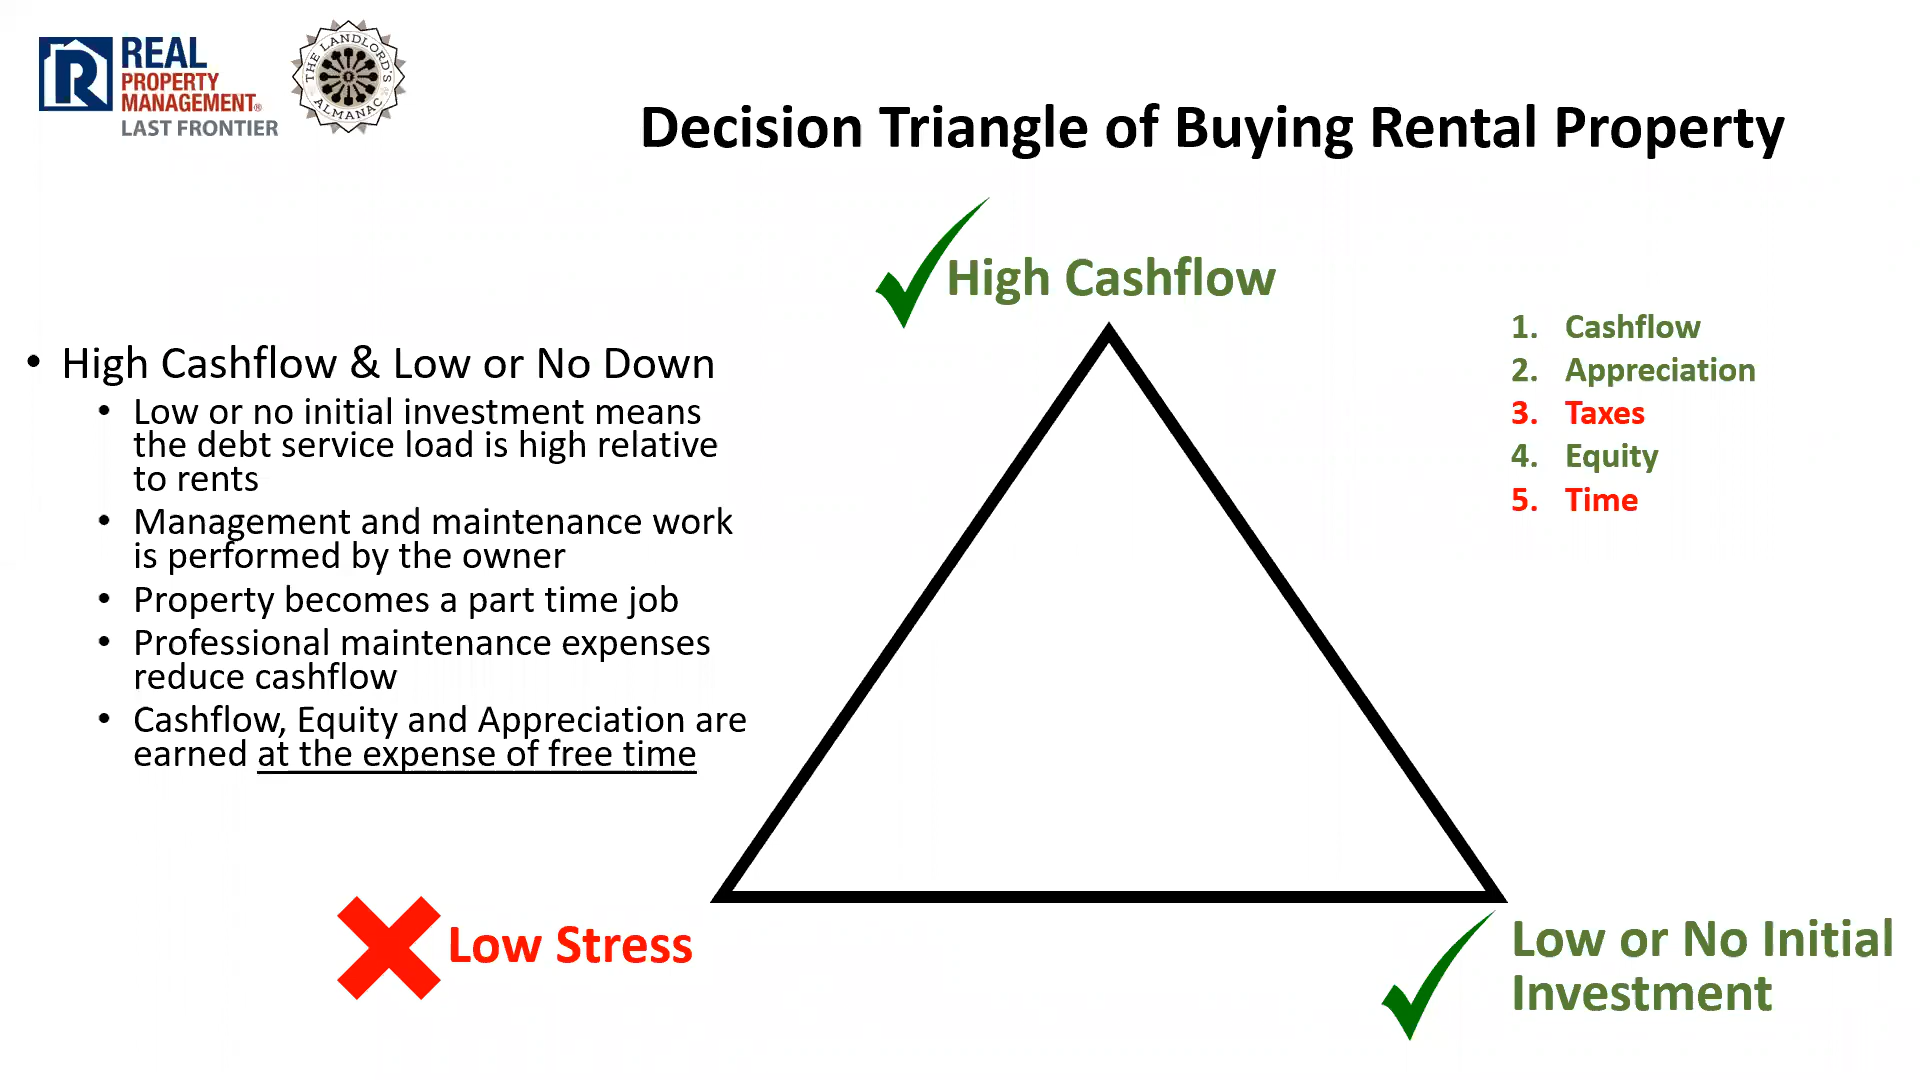 REAL
PROPERTY
MANAGEMENT®
LAST FRONTIER
THE LANDLORD'S
ALMANAC
Decision Triangle of Buying Rental Property
High Cashflow
• High Cashflow & Low or No Down
• Low or no initial investment means
the debt service load is high relative
to rents
• Management and maintenance work
is performed by the owner
• Property becomes a part time job
• Professional maintenance expenses
reduce cashflow
• Cashflow, Equity and Appreciation are
earned at the expense of free time
1. Cashflow
2. Appreciation
3. Taxes
4. Equity
5. Time
Low Stress
Low or No Initial
Investment